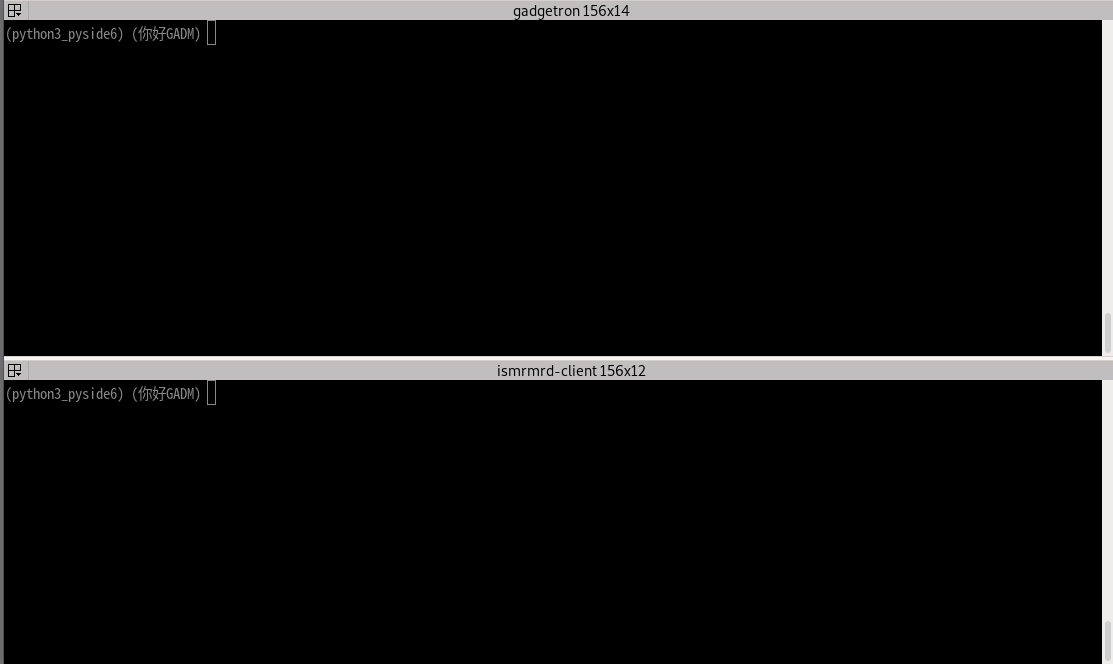 gadgetron 156x14
(python3_pyside6) (你好GADM)
ismrmrd-client 156x12
(python3_pyside6) (你好GADM)